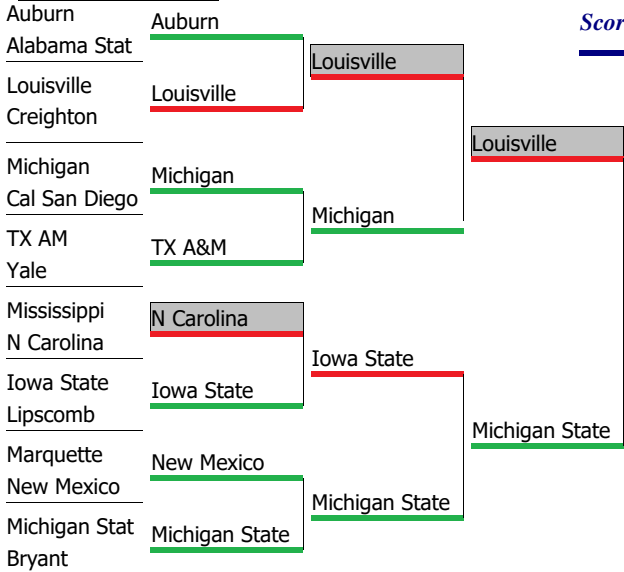 Auburn
Alabama Stat
Louisville
Creighton
Michigan
Cal San Diego
TX AM
Yale
Mississippi
N Carolina
Iowa State
Lipscomb
Marquette
New Mexico
Michigan Stat
Bryant
Auburn
Louisville
Michigan
TX A&M
N Carolina
Iowa State
New Mexico
Michigan State
Louisville
Michigan
Iowa State
Michigan State
Louisville
Michigan State
Scor